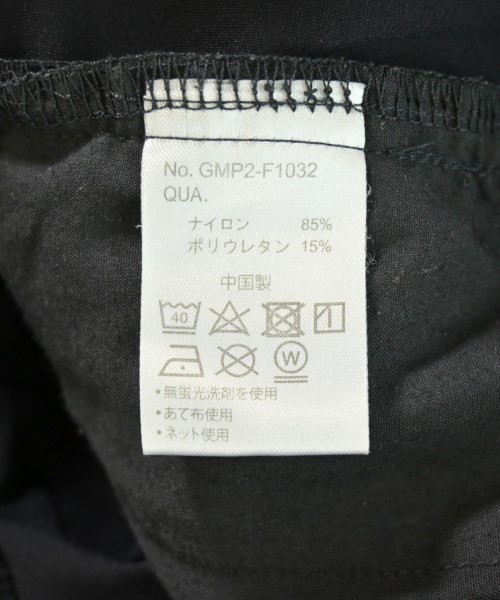 No. GMP2-F1032
QUA.
ナイロン 85%
ポリウレタン 15%
中国製
40
W
・無蛍光洗剤を使用
・あて布使用
・ネット使用